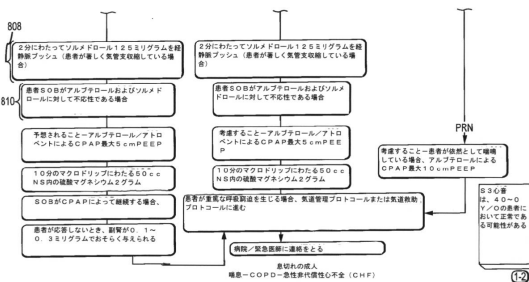 808
2分にわたってソルメドロール125ミリグラムを経
静脈プッシュ（患者が著しく気管支収縮している場
合）
810
患者SOBがアルブテロールおよびソルメド
ロールに対して不応性である場合
予想されること－アルブテロール／アトロ
ベントによるCPAP最大5cmPEEP
10分のマクロドリップにわたる50cc
NS内の硫酸マグネシウム2グラム
SOBがCPAPによって継続する場合、
患者が応答しないとき、副腎が0．1～
0．3ミリグラムでおそらく与えられる
2分にわたってソルメドロール125ミリグラムを経
静脈プッシュ（患者が著しく気管支収縮している場
合）
患者SOBがアルブテロールおよびソルメ
ドロールに対して不応性である場合
考慮すること－アルブテロール／アトロ
ベントによるCPAP最大5cmPEE
P
10分のマクロドリップにわたる50cc
NS内の硫酸マグネシウム2グラム
患者が重篤な呼吸窮迫を生じる場合、気道管理プロトコールまたは気道救助
プロトコールに進む
病院／緊急医師に連絡をとる
PRN
考慮すること－患者が依然として喘鳴
している場合、アルブテロールによる
CPAP最大10cmPEEP
S3心音
は、40～0
Y／Oの患者に
おいて正常であ
る可能性がある
息切れの成人
喘息－COPD－急性非代償性心不全（CHF）
1-2